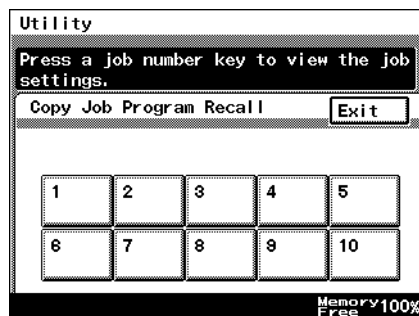 Utility
Press a job number key to view the job
settings.
Copy Job Program Recall
Exit
1 2 3 4 5
6 7 8 9 10
Memory
Free 100%